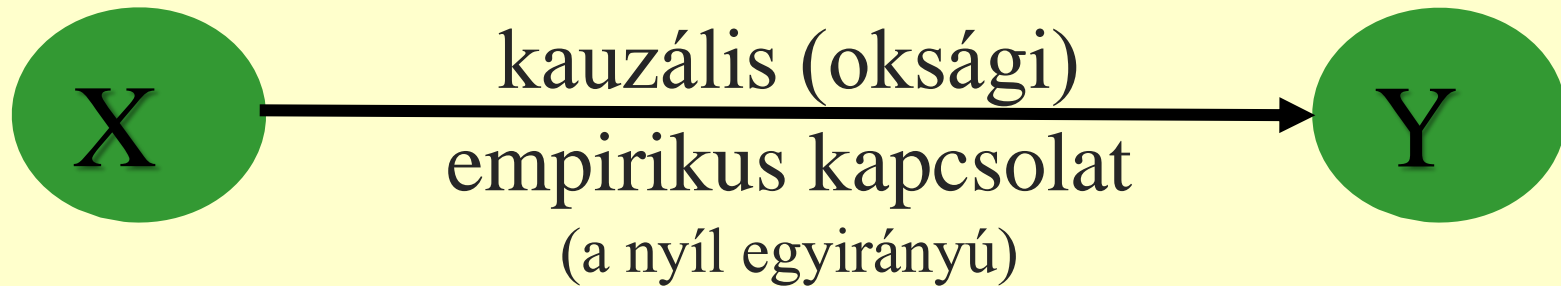 X
kauzális (oksági)
empirikus kapcsolat
(a nyíl egyirányú)
Y